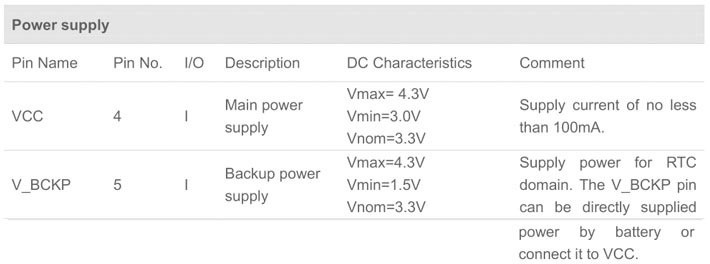 Power supply
Pin Name Pin No. I/O Description DC Characteristics Comment
VCC 4 I Main power supply Vmax= 4.3V Vmin=3.0V Vnom=3.3V Supply current of no less than 100mA.
V_BCKP 5 I Backup power supply Vmax=4.3V Vmin=1.5V Vnom=3.3V Supply power for RTC domain. The V_BCKP pin can be directly supplied
power by battery or
connect it to VCC.